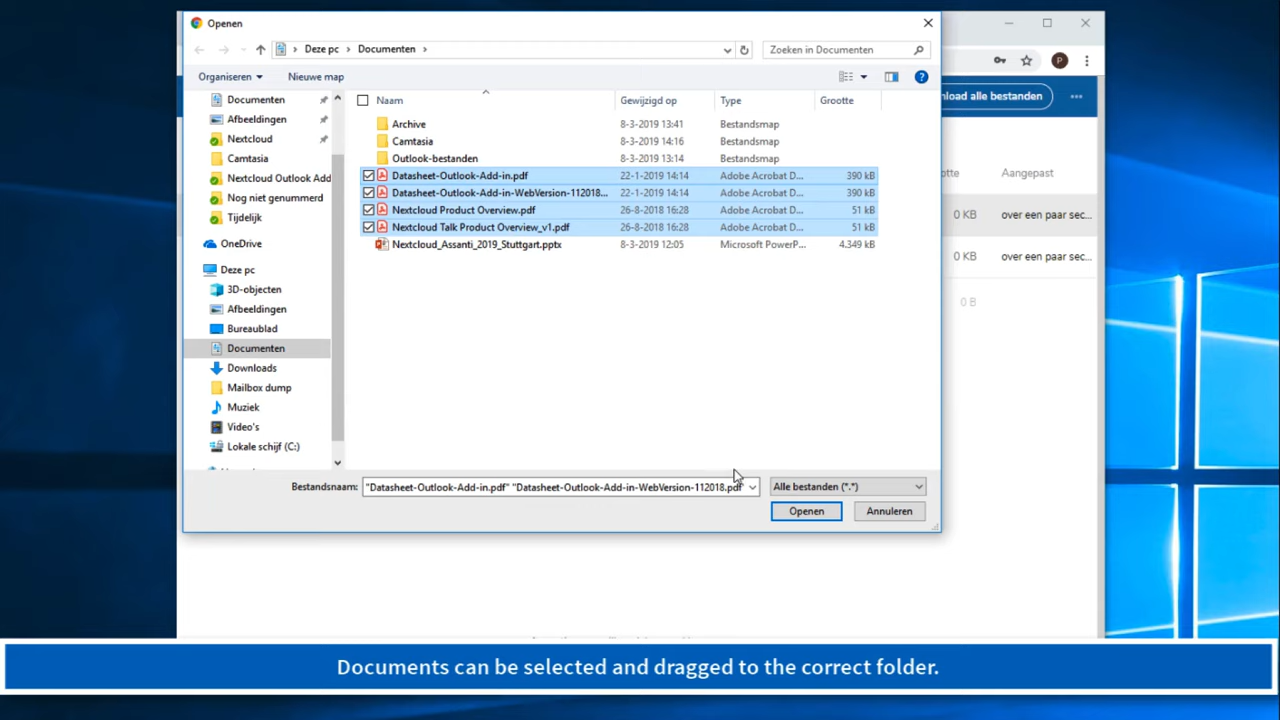 Openen
Deze pc
Documenten
Zoeken in Documenten
P
Organiseren
Nieuwe map
load alle bestanden
Documenten
Afbeeldingen
Nextcloud
Camtasia
Nextcloud Outlook Add
Nog niet genummerd
Tijdelijk
OneDrive
Deze pc
3D-objecten
Afbeeldingen
Bureaublad
Documenten
Downloads
Mailbox dump
Muziek
Video's
Lokale schijf (C:)
Naam Gewijzigd op Type Grootte
Archive 8-3-2019 13:41 Bestandsmap
Camtasia 8-3-2019 14:16 Bestandsmap
Outlook-bestanden 8-3-2019 13:14 Bestandsmap
Datasheet-Outlook-Add-in.pdf 22-1-2019 14:14 Adobe Acrobat D... 390 kB
Datasheet-Outlook-Add-in-WebVersion-112018... 22-1-2019 14:14 Adobe Acrobat D... 390 kB
Nextcloud Product Overview.pdf 26-8-2018 16:28 Adobe Acrobat D... 51 kB
Nextcloud Talk Product Overview_v1.pdf 26-8-2018 16:28 Adobe Acrobat D... 51 kB
Nextcloud_Assanti_2019_Stuttgart.pptx 8-3-2019 12:05 Microsoft PowerP... 4.349 kB
otte Aangepast
0 KB over een paar sec...
0 KB over een paar sec...
0 B
Bestandsnaam: "Datasheet-Outlook-Add-in.pdf" "Datasheet-Outlook-Add-in-WebVersion-112018.pdf" Alle bestanden (*.*)
Openen Annuleren
Documents can be selected and dragged to the correct folder.